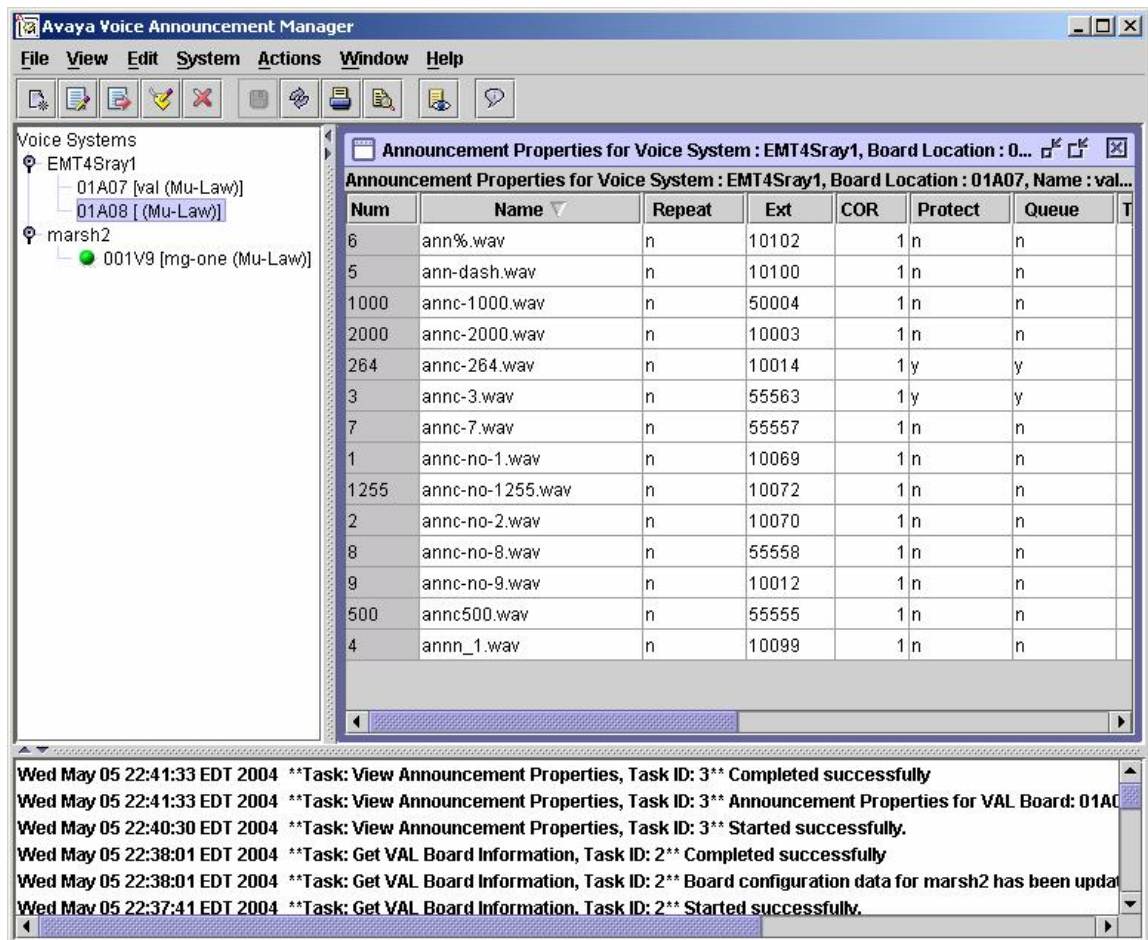 Avaya Voice Announcement Manager
File View Edit System Actions Window Help
Voice Systems
EMT4Sray1
01A07 [val (Mu-Law)]
01A08 [ (Mu-Law)]
marsh2
001V9 [mg-one (Mu-Law)]
Announcement Properties for Voice System : EMT4Sray1, Board Location : 0...
Announcement Properties for Voice System : EMT4Sray1, Board Location : 01A07, Name : val...
Num Name Repeat Ext COR Protect Queue T
6 ann%.wav n 10102 1 n n
5 ann-dash.wav n 10100 1 n n
1000 annc-1000.wav n 50004 1 n n
2000 annc-2000.wav n 10003 1 n n
264 annc-264.wav n 10014 1 y y
3 annc-3.wav n 55563 1 y y
7 annc-7.wav n 55557 1 n n
1 annc-no-1.wav n 10069 1 n n
1255 annc-no-1255.wav n 10072 1 n n
2 annc-no-2.wav n 10070 1 n n
8 annc-no-8.wav n 55558 1 n n
9 annc-no-9.wav n 10012 1 n n
500 annc500.wav n 55555 1 n n
4 annn_1.wav n 10099 1 n n
Wed May 05 22:41:33 EDT 2004 **Task: View Announcement Properties, Task ID: 3** Completed successfully
Wed May 05 22:41:33 EDT 2004 **Task: View Announcement Properties, Task ID: 3** Announcement Properties for VAL Board: 01A
Wed May 05 22:40:30 EDT 2004 **Task: View Announcement Properties, Task ID: 3** Started successfully.
Wed May 05 22:38:01 EDT 2004 **Task: Get VAL Board Information, Task ID: 2** Completed successfully
Wed May 05 22:38:01 EDT 2004 **Task: Get VAL Board Information, Task ID: 2** Board configuration data for marsh2 has been updat
Wed May 05 22:37:41 EDT 2004 **Task: Get VAL Board Information, Task ID: 2** Started successfully.